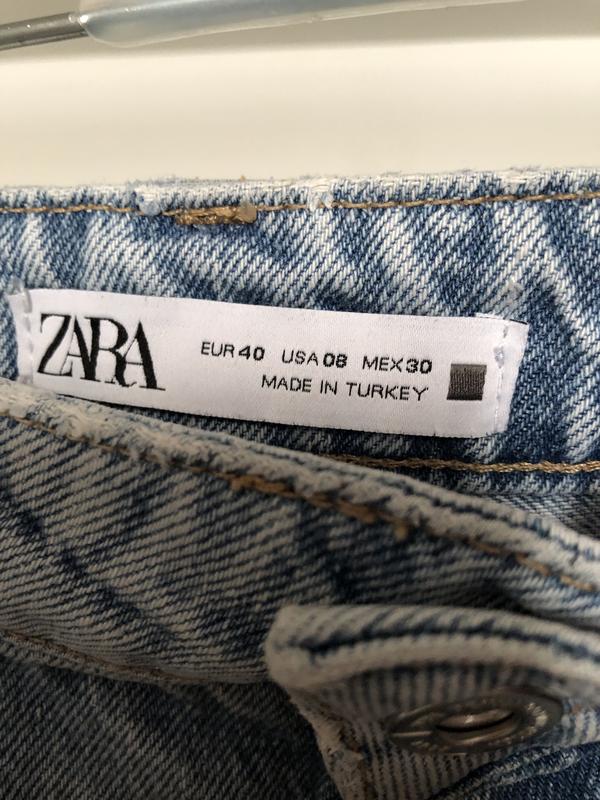 ZARA
EUR 40 USA 08 MEX 30
MADE IN TURKEY